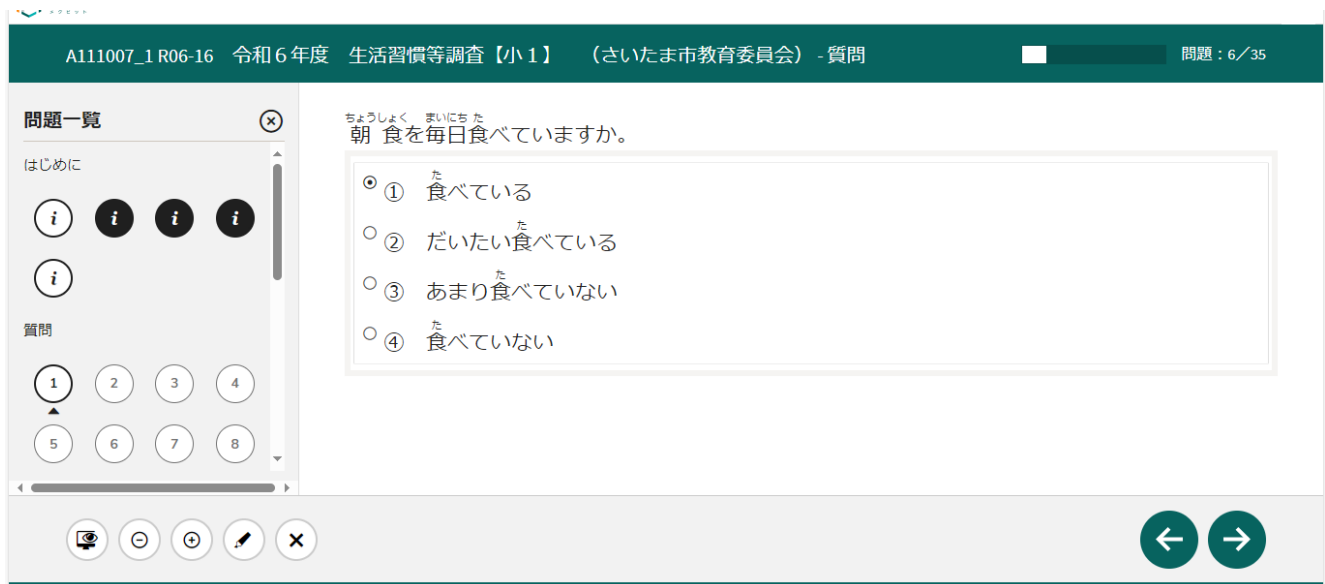 メクビット
A111007_1 R06-16 令和６年度 生活習慣等調査【小１】 （さいたま市教育委員会） - 質問
問題：6／35
問題一覧
はじめに
i i i i
i
質問
1 2 3 4
5 6 7 8
ちょうしょく まいにち た
朝食を毎日食べていますか。
た
① 食べている
た
② だいたい食べている
た
③ あまり食べていない
た
④ 食べていない